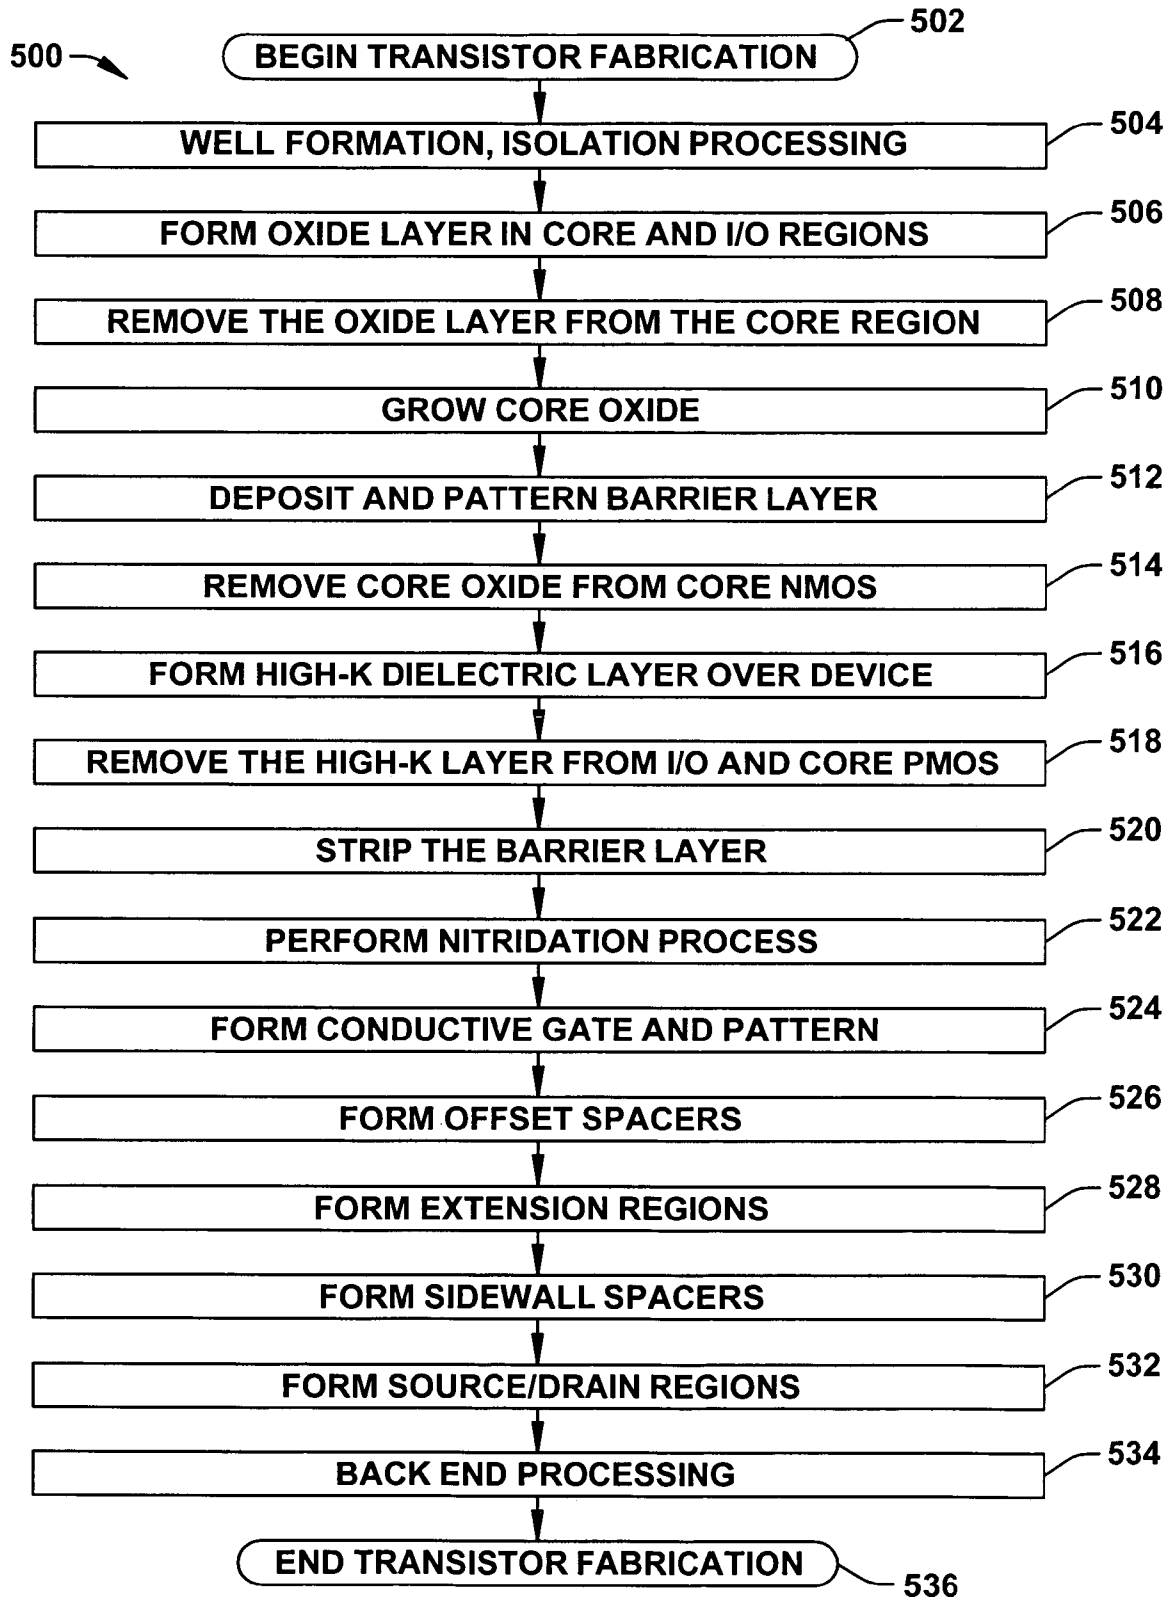 502
500
BEGIN TRANSISTOR FABRICATION
504
WELL FORMATION, ISOLATION PROCESSING
506
FORM OXIDE LAYER IN CORE AND I/O REGIONS
508
REMOVE THE OXIDE LAYER FROM THE CORE REGION
510
GROW CORE OXIDE
512
DEPOSIT AND PATTERN BARRIER LAYER
514
REMOVE CORE OXIDE FROM CORE NMOS
516
FORM HIGH-K DIELECTRIC LAYER OVER DEVICE
518
REMOVE THE HIGH-K LAYER FROM I/O AND CORE PMOS
520
STRIP THE BARRIER LAYER
522
PERFORM NITRIDATION PROCESS
524
FORM CONDUCTIVE GATE AND PATTERN
526
FORM OFFSET SPACERS
528
FORM EXTENSION REGIONS
530
FORM SIDEWALL SPACERS
532
FORM SOURCE/DRAIN REGIONS
534
BACK END PROCESSING
END TRANSISTOR FABRICATION
536